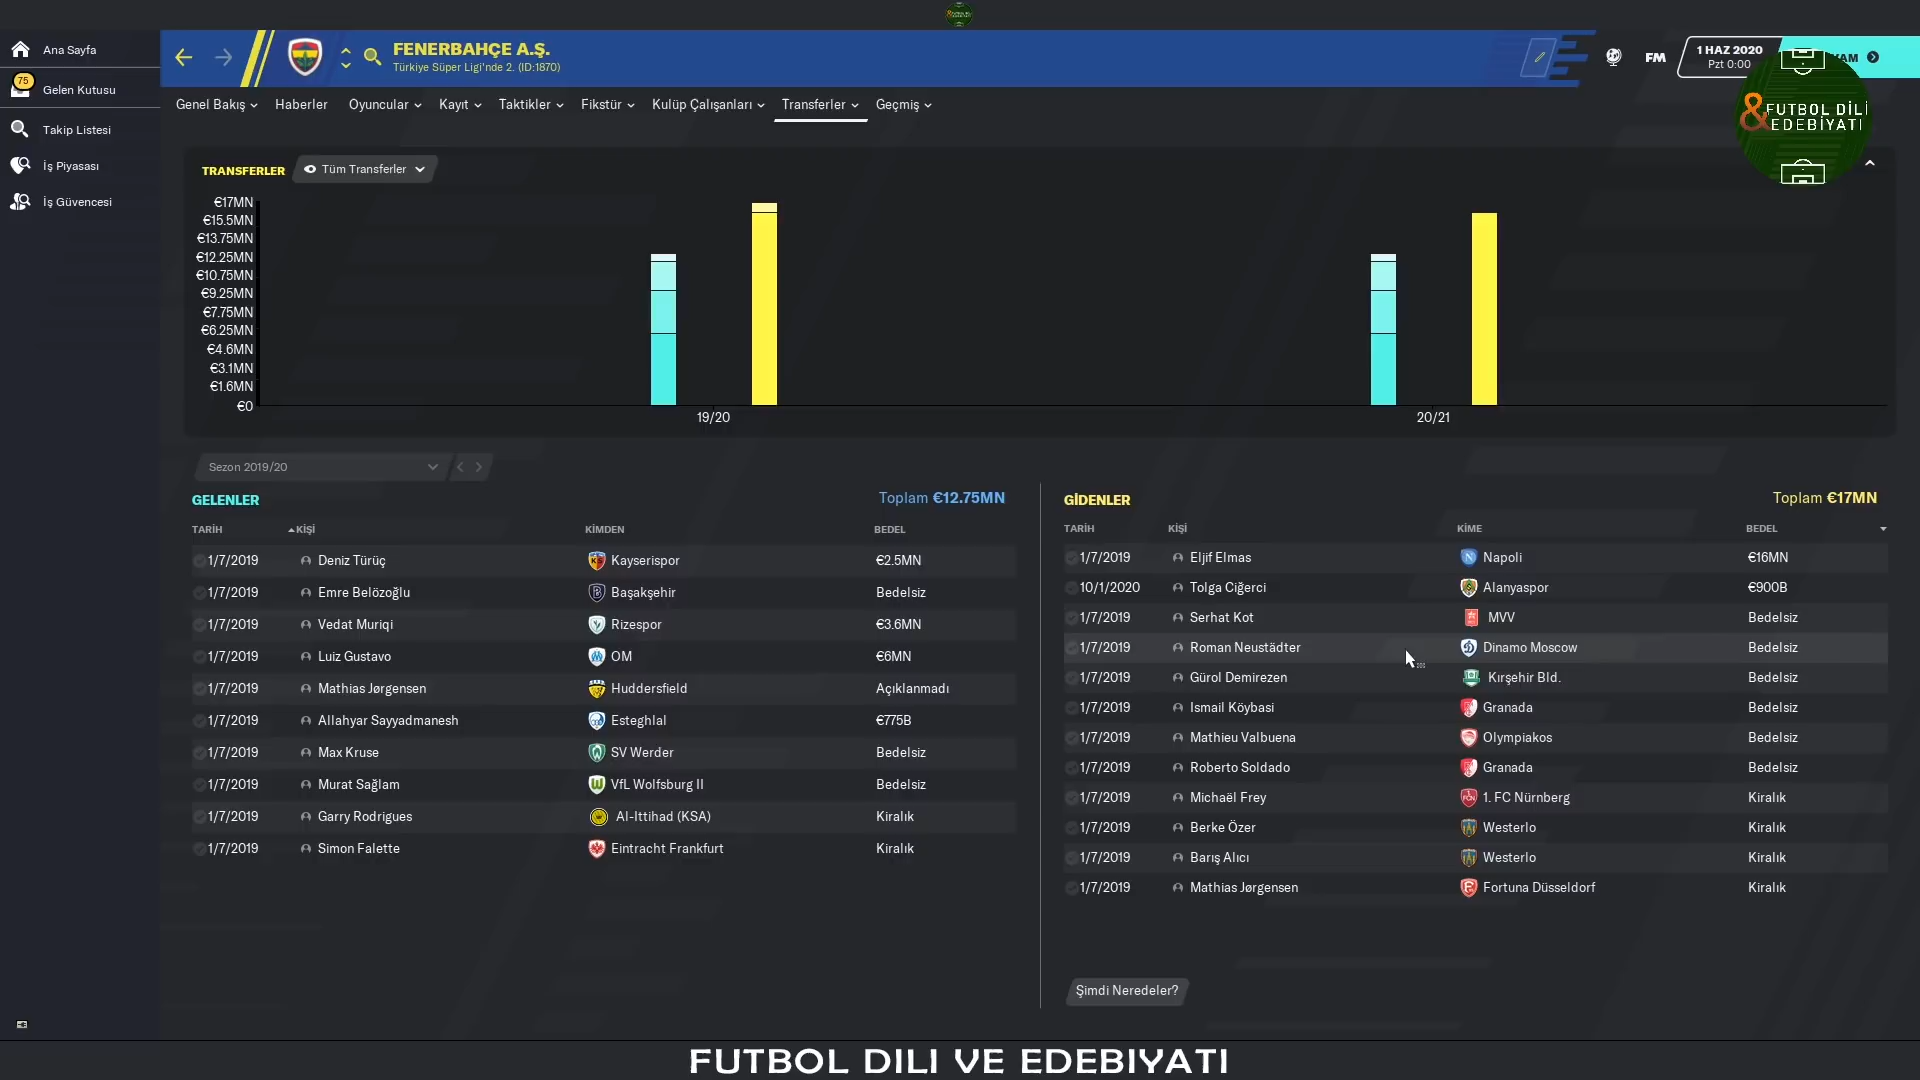 Ana Sayfa
75
Gelen Kutusu
Takip Listesi
İş Piyasası
İş Güvencesi
FENERBAHÇE A.Ş.
Türkiye Süper Ligi'nde 2. (ID:1870)
FM
1 HAZ 2020
Pzt 0:00
&FUTBOL DİLİ
EDEBİYATI
Genel Bakış Haberler Oyuncular Kayıt Taktikler Fikstür Kulüp Çalışanları Transferler Geçmiş
TRANSFERLER Tüm Transferler
€17MN
€15.5MN
€13.75MN
€12.25MN
€10.75MN
€9.25MN
€7.75MN
€6.25MN
€4.6MN
€3.1MN
€1.6MN
€0
19/20 20/21
Sezon 2019/20
GELENLER Toplam €12.75MN
TARİH KİŞİ KİMDEN BEDEL
1/7/2019 Deniz Türüç Kayserispor €2.5MN
1/7/2019 Emre Belözoğlu Başakşehir Bedelsiz
1/7/2019 Vedat Muriqi Rizespor €3.6MN
1/7/2019 Luiz Gustavo OM €6MN
1/7/2019 Mathias Jørgensen Huddersfield Açıklanmadı
1/7/2019 Allahyar Sayyadmanesh Esteghlal €775B
1/7/2019 Max Kruse SV Werder Bedelsiz
1/7/2019 Murat Sağlam VfL Wolfsburg II Bedelsiz
1/7/2019 Garry Rodrigues Al-Ittihad (KSA) Kiralık
1/7/2019 Simon Falette Eintracht Frankfurt Kiralık
GİDENLER Toplam €17MN
TARİH KİŞİ KİME BEDEL
1/7/2019 Eljif Elmas Napoli €16MN
10/1/2020 Tolga Ciğerci Alanyaspor €900B
1/7/2019 Serhat Kot MVV Bedelsiz
1/7/2019 Roman Neustädter Dinamo Moscow Bedelsiz
1/7/2019 Gürol Demirezen Kırşehir Bld. Bedelsiz
1/7/2019 Ismail Köybasi Granada Bedelsiz
1/7/2019 Mathieu Valbuena Olympiakos Bedelsiz
1/7/2019 Roberto Soldado Granada Bedelsiz
1/7/2019 Michaël Frey 1. FC Nürnberg Kiralık
1/7/2019 Berke Özer Westerlo Kiralık
1/7/2019 Barış Alıcı Westerlo Kiralık
1/7/2019 Mathias Jørgensen Fortuna Düsseldorf Kiralık
Şimdi Neredeler?
FUTBOL DILI VE EDEBIYATI